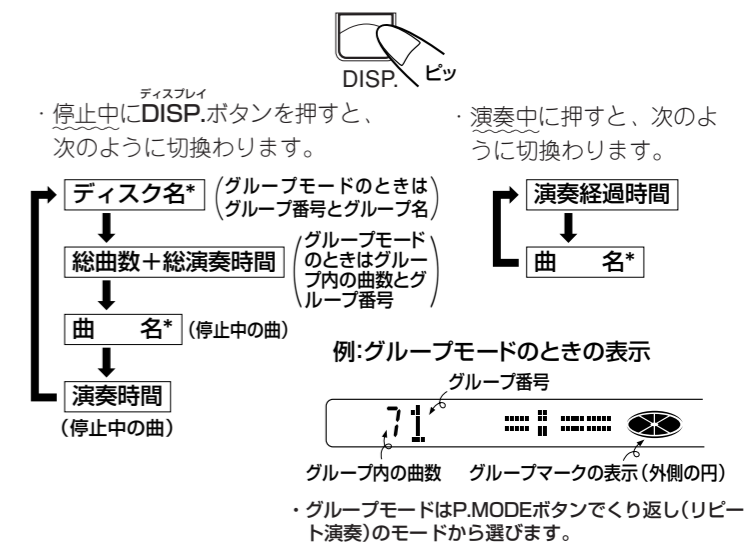 DISP.
ピッ
ディスプレイ
・停止中にDISP.ボタンを押すと、
次のように切換わります。
ディスク名*
(グループモードのときは
グループ番号とグループ名)
総曲数＋総演奏時間
(グループモード
のときはグルー
プ内の曲数とグ
ループ番号)
曲　　名* (停止中の曲)
演奏時間
(停止中の曲)
・演奏中に押すと、次のよ
うに切換わります。
演奏経過時間
曲　　名*
例:グループモードのときの表示
グループ番号
71 --:--
グループ内の曲数
グループマークの表示(外側の円)
・グループモードはP.MODEボタンでくり返し(リピー
ト演奏)のモードから選びます。